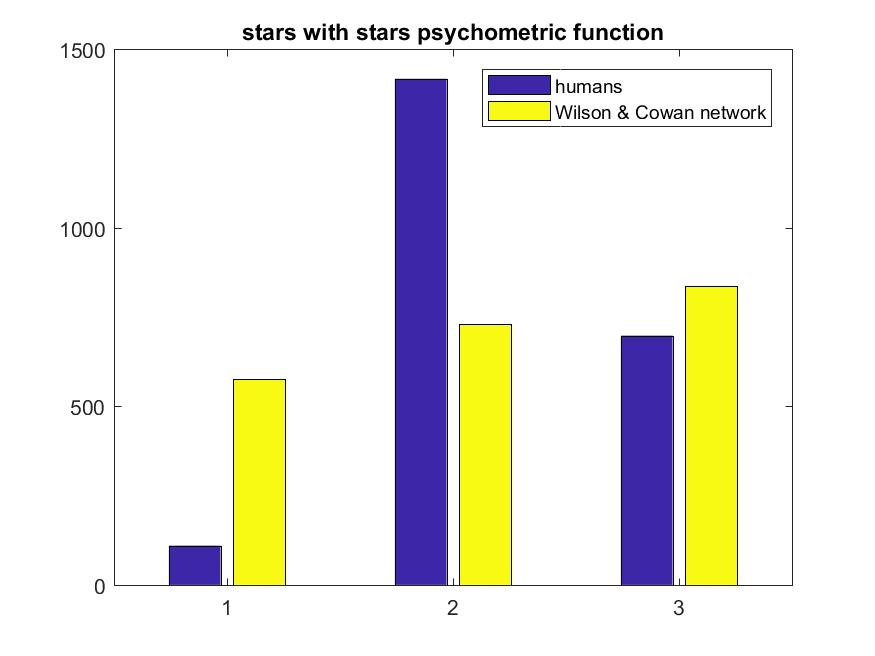 stars with stars psychometric function
1500
1000
500
0
humans
Wilson & Cowan network
1 2 3